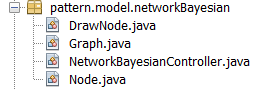 pattern.model.networkBayesian
DrawNode.java
Graph.java
NetworkBayesianController.java
Node.java